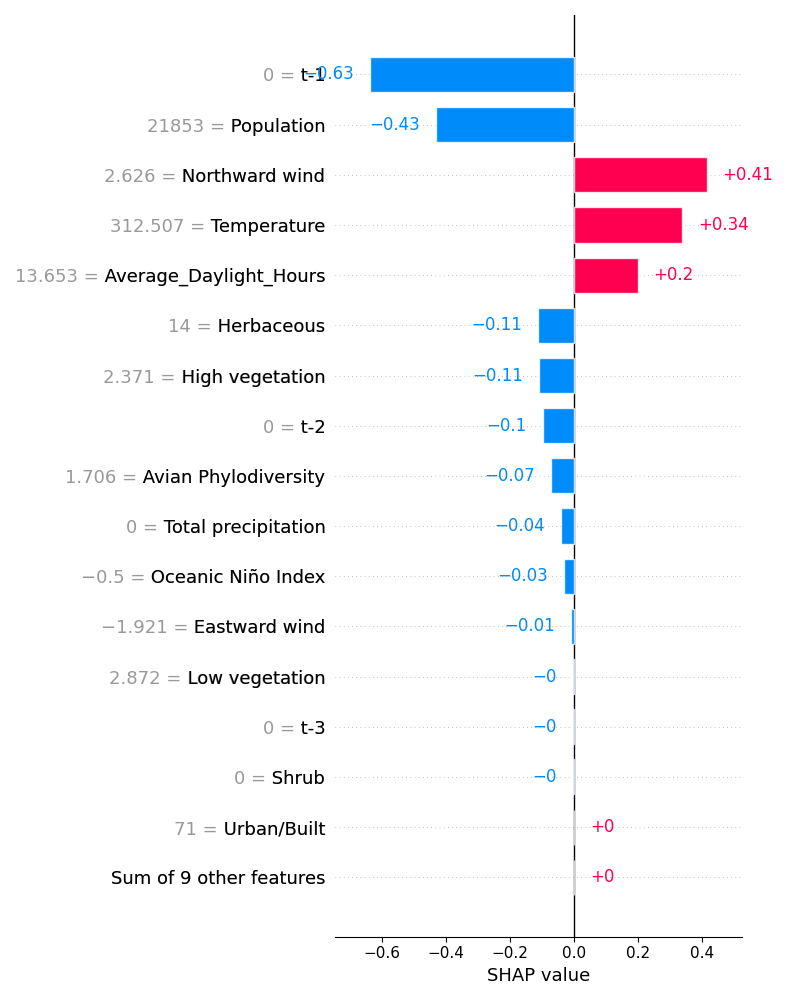 0 = t-1 −0.63
21853 = Population −0.43
2.626 = Northward wind +0.41
312.507 = Temperature +0.34
13.653 = Average_Daylight_Hours +0.2
14 = Herbaceous −0.11
2.371 = High vegetation −0.11
0 = t-2 −0.1
1.706 = Avian Phylodiversity −0.07
0 = Total precipitation −0.04
−0.5 = Oceanic Niño Index −0.03
−1.921 = Eastward wind −0.01
2.872 = Low vegetation −0
0 = t-3 −0
0 = Shrub −0
71 = Urban/Built +0
Sum of 9 other features +0
−0.6 −0.4 −0.2 0.0 0.2 0.4
SHAP value